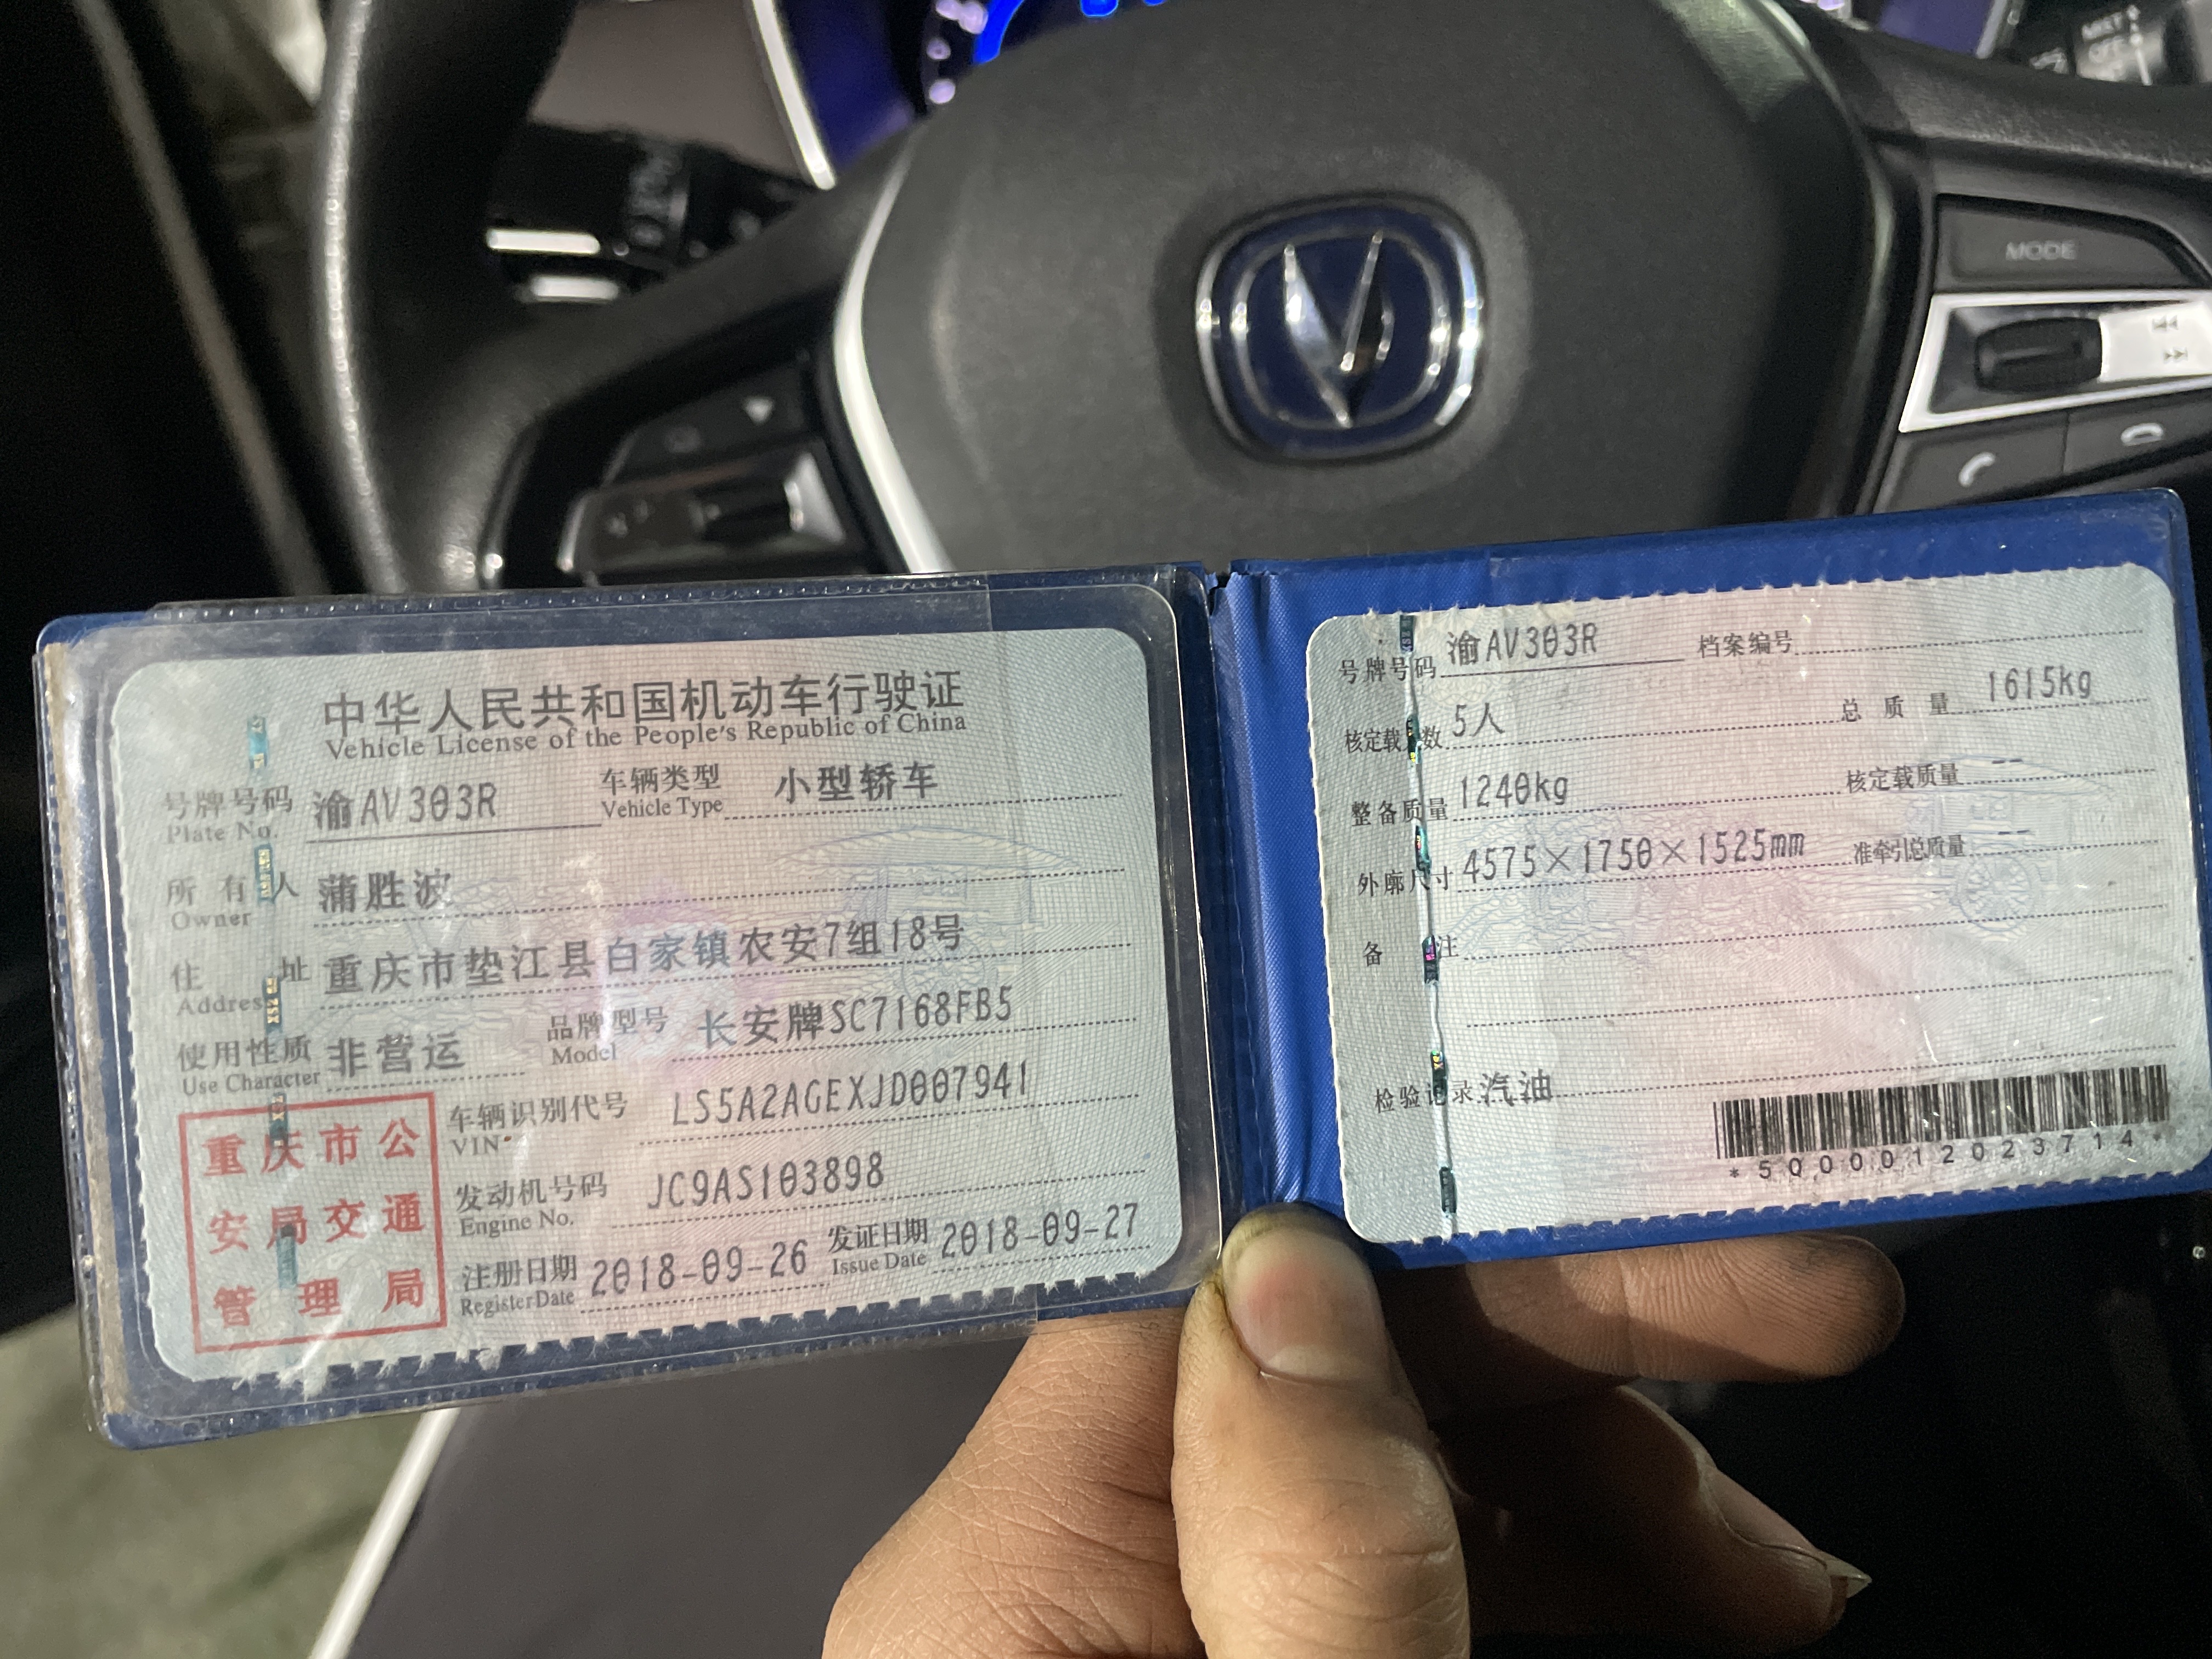 MIST
OFF
MODE
中华人民共和国机动车行驶证
Vehicle License of the People's Republic of China
号牌号码 渝AV303R 车辆类型 小型轿车
Plate No. Vehicle Type
所有人 蒲胜波
Owner
住址 重庆市垫江县白家镇农安7组18号
Address
使用性质 非营运 品牌型号 长安牌SC7168FB5
Use Character Model
车辆识别代号 LS5A2AGEXJD007941
VIN
发动机号码 JC9AS103898
Engine No.
注册日期 2018-09-26 发证日期 2018-09-27
Register Date Issue Date
重庆市公
安局交通
管理局
号牌号码 渝AV303R 档案编号
核定载人数 5人 总质量 1615kg
整备质量 1240kg 核定载质量 --
外廓尺寸 4575×1750×1525mm 准牵引总质量 --
备注
检验记录 汽油
*5000012023714*